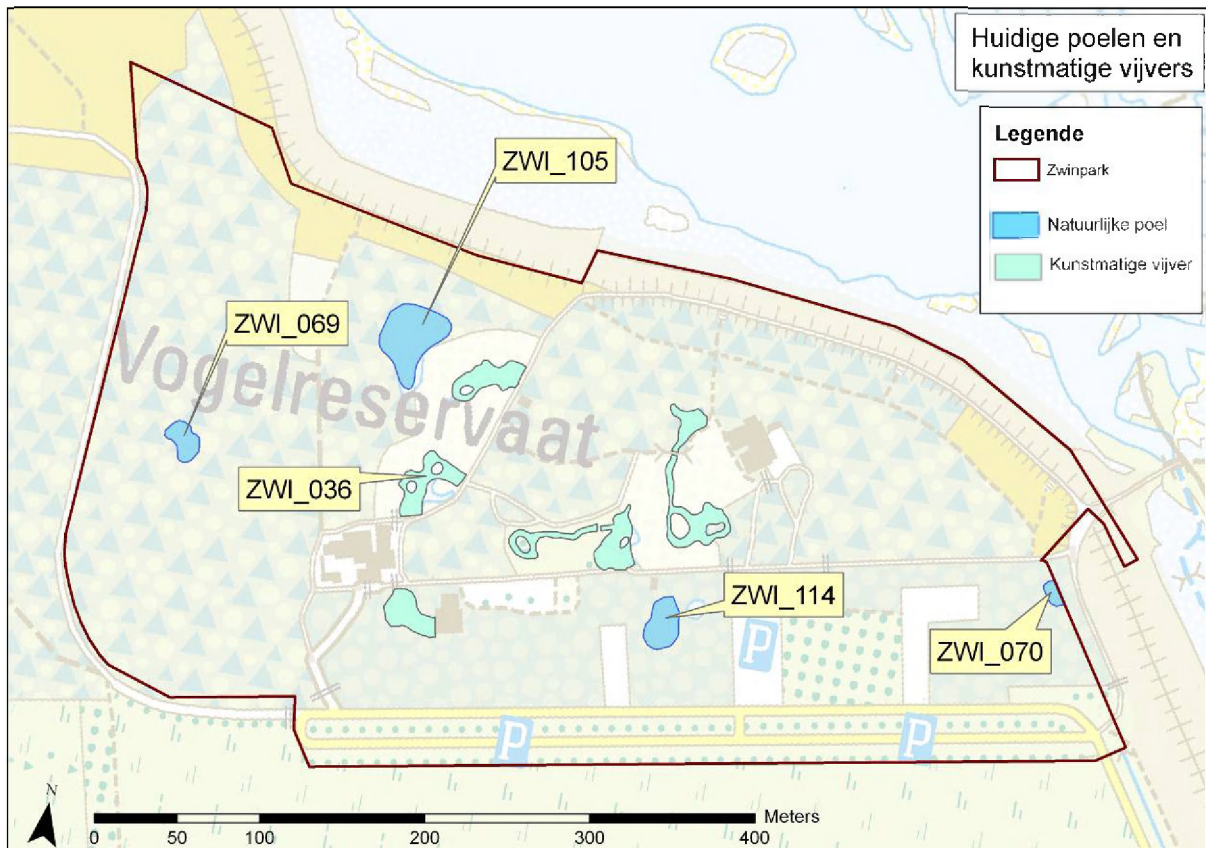 Huidige poelen en
kunstmatige vijvers
Legende
Zwinpark
Natuurlijke poel
Kunstmatige vijver
ZWI_105
ZWI_069
Vogelreservaat
ZWI_036
ZWI_114
ZWI_070
P
P
P
N
Meters
0 50 100 200 300 400